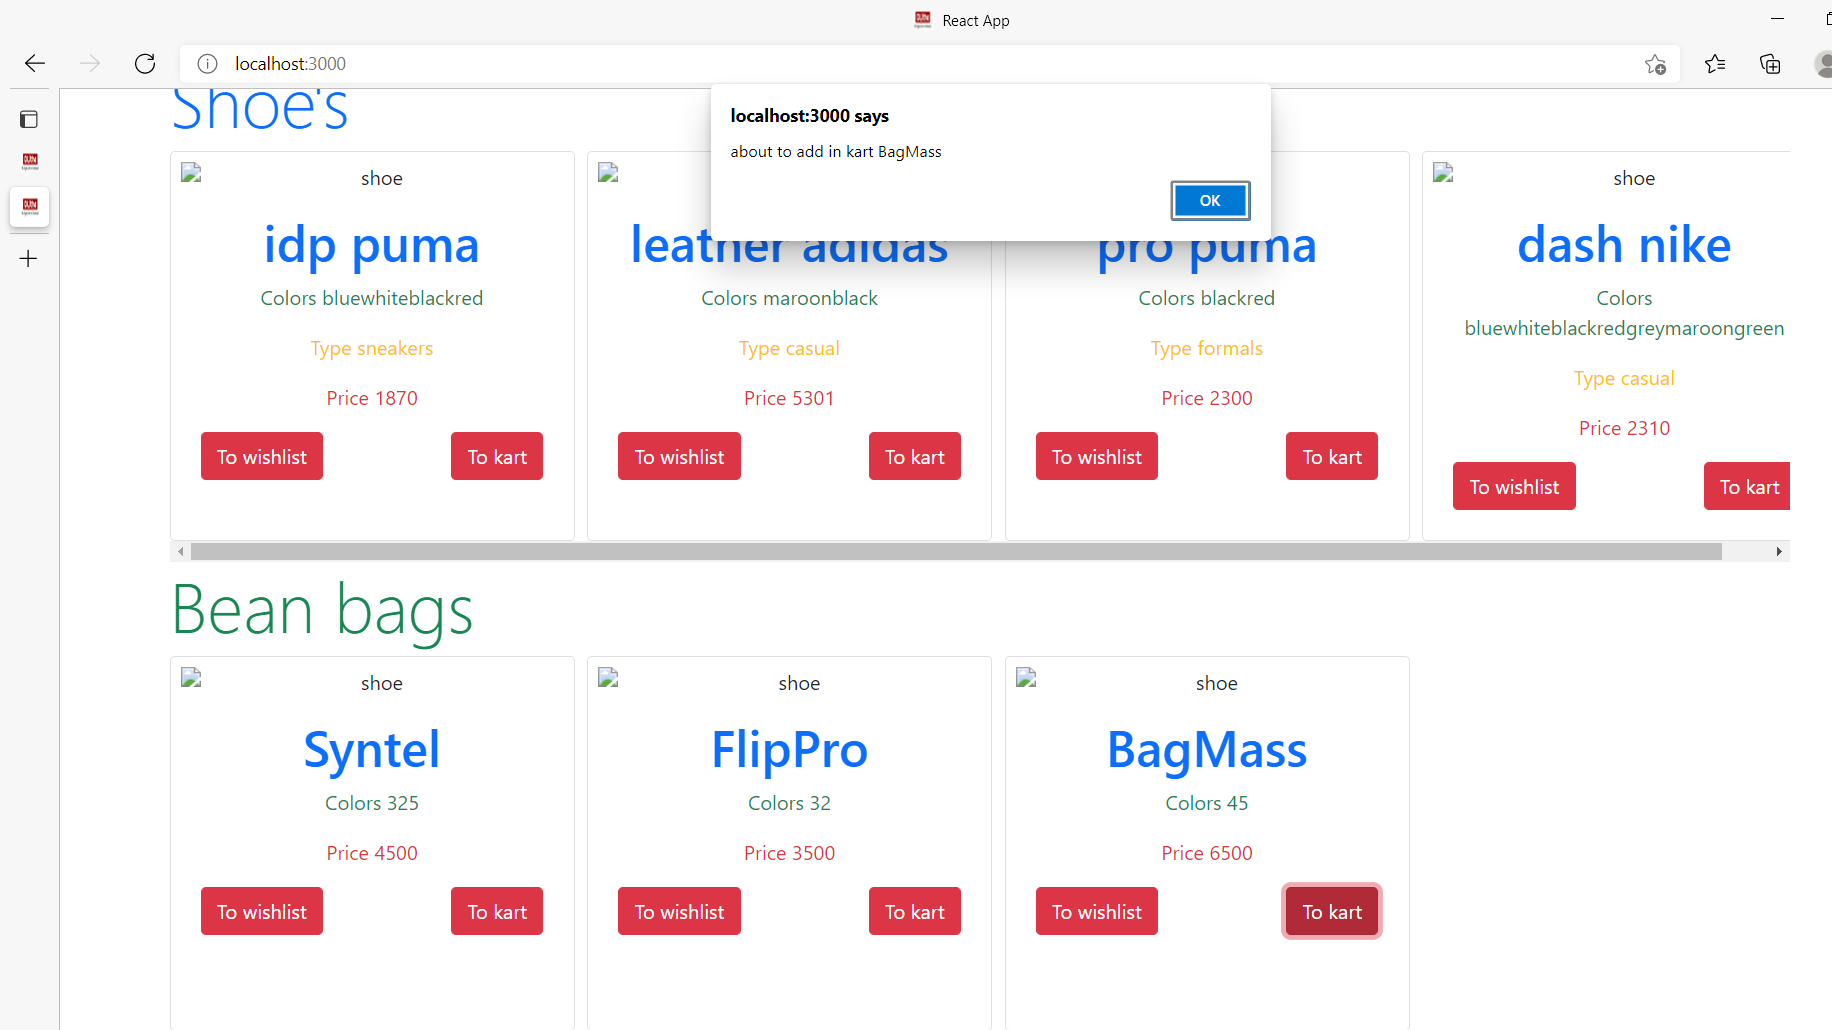 React App
localhost:3000
Shoe's
localhost:3000 says
about to add in kart BagMass
OK
shoe
idp puma
Colors bluewhiteblackred
Type sneakers
Price 1870
To wishlist To kart
leather adidas
Colors maroonblack
Type casual
Price 5301
To wishlist To kart
pro puma
Colors blackred
Type formals
Price 2300
To wishlist To kart
shoe
dash nike
Colors
bluewhiteblackredgreymaroongreen
Type casual
Price 2310
To wishlist To kart
Bean bags
shoe
Syntel
Colors 325
Price 4500
To wishlist To kart
shoe
FlipPro
Colors 32
Price 3500
To wishlist To kart
shoe
BagMass
Colors 45
Price 6500
To wishlist To kart